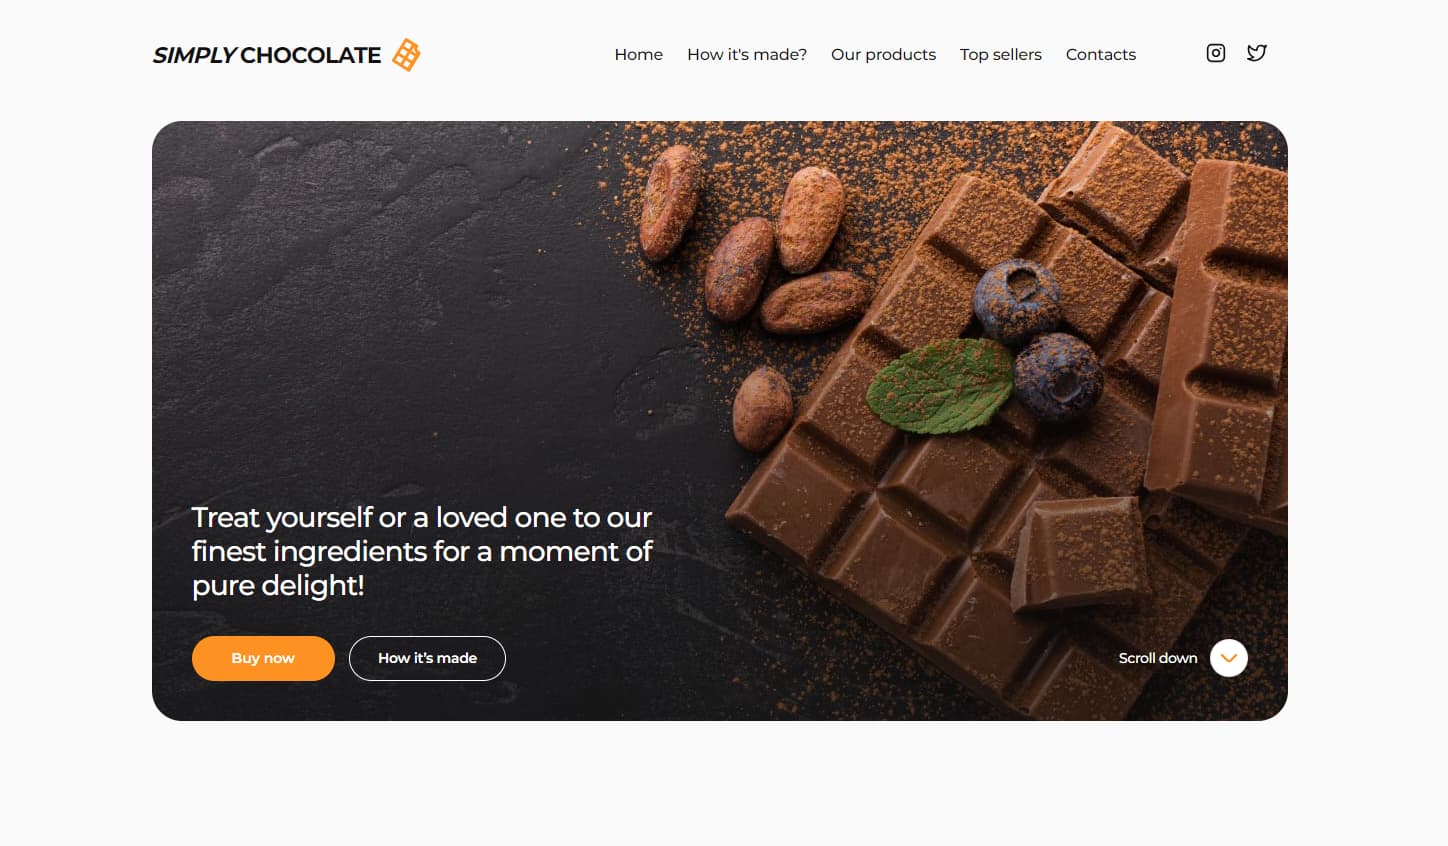 SIMPLY CHOCOLATE
Home How it's made? Our products Top sellers Contacts
Treat yourself or a loved one to our
finest ingredients for a moment of
pure delight!
Buy now How it’s made Scroll down